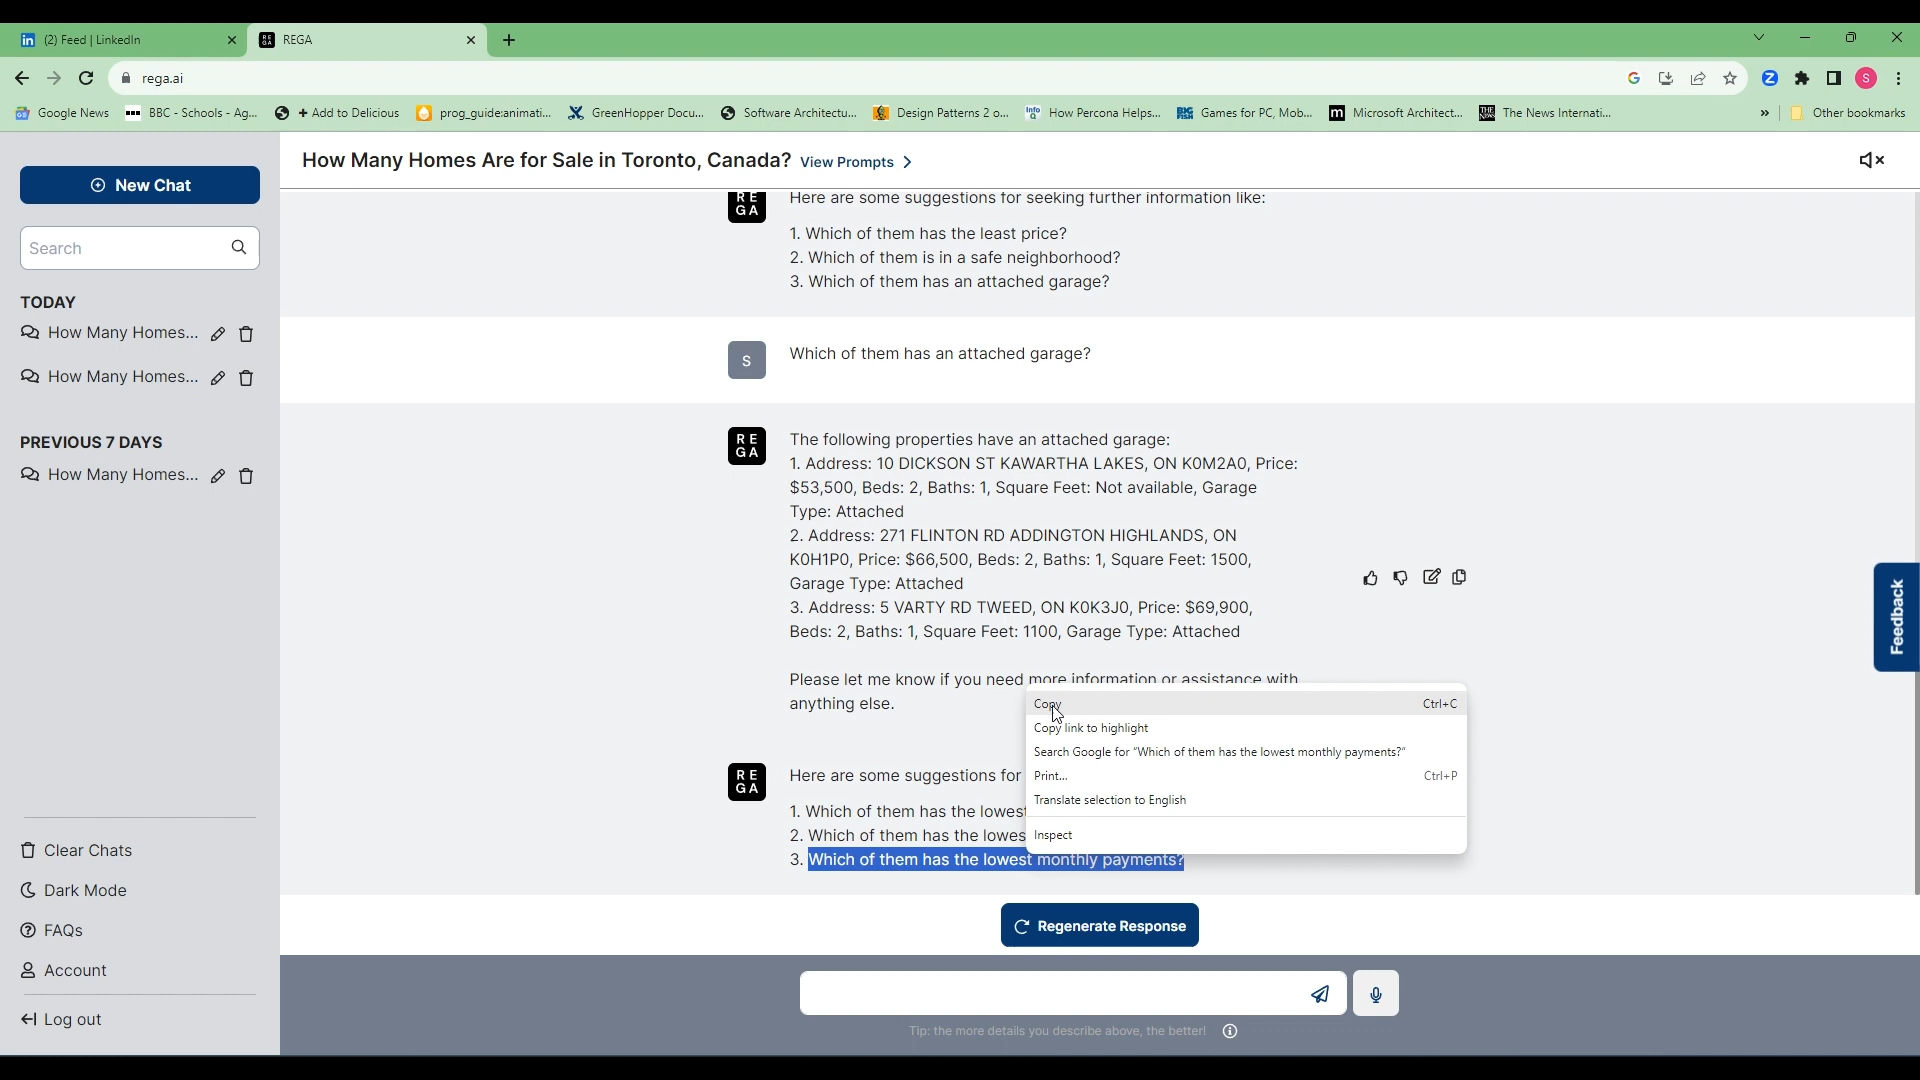 (2) Feed | LinkedIn
REGA
rega.ai
Google News
BBC - Schools - Ag...
+ Add to Delicious
prog_guide:animati...
GreenHopper Docu...
Software Architectu...
Design Patterns 2 o...
How Percona Helps...
Games for PC, Mob...
Microsoft Architect...
The News Internati...
»
Other bookmarks
New Chat
Search
TODAY
How Many Homes...
How Many Homes...
PREVIOUS 7 DAYS
How Many Homes...
Clear Chats
Dark Mode
FAQs
Account
Log out
How Many Homes Are for Sale in Toronto, Canada? View Prompts >
RE
GA
Here are some suggestions for seeking further information like:
1. Which of them has the least price?
2. Which of them is in a safe neighborhood?
3. Which of them has an attached garage?
S
Which of them has an attached garage?
RE
GA
The following properties have an attached garage:
1. Address: 10 DICKSON ST KAWARTHA LAKES, ON K0M2A0, Price:
$53,500, Beds: 2, Baths: 1, Square Feet: Not available, Garage
Type: Attached
2. Address: 271 FLINTON RD ADDINGTON HIGHLANDS, ON
K0H1P0, Price: $66,500, Beds: 2, Baths: 1, Square Feet: 1500,
Garage Type: Attached
3. Address: 5 VARTY RD TWEED, ON K0K3J0, Price: $69,900,
Beds: 2, Baths: 1, Square Feet: 1100, Garage Type: Attached
Please let me know if you need more information or assistance with
anything else.
RE
GA
Here are some suggestions for
1. Which of them has the lowest
2. Which of them has the lowes
3. Which of them has the lowest monthly payments?
Copy Ctrl+C
Copy link to highlight
Search Google for "Which of them has the lowest monthly payments?"
Print... Ctrl+P
Translate selection to English
Inspect
Regenerate Response
Tip: the more details you describe above, the better!
Feedback